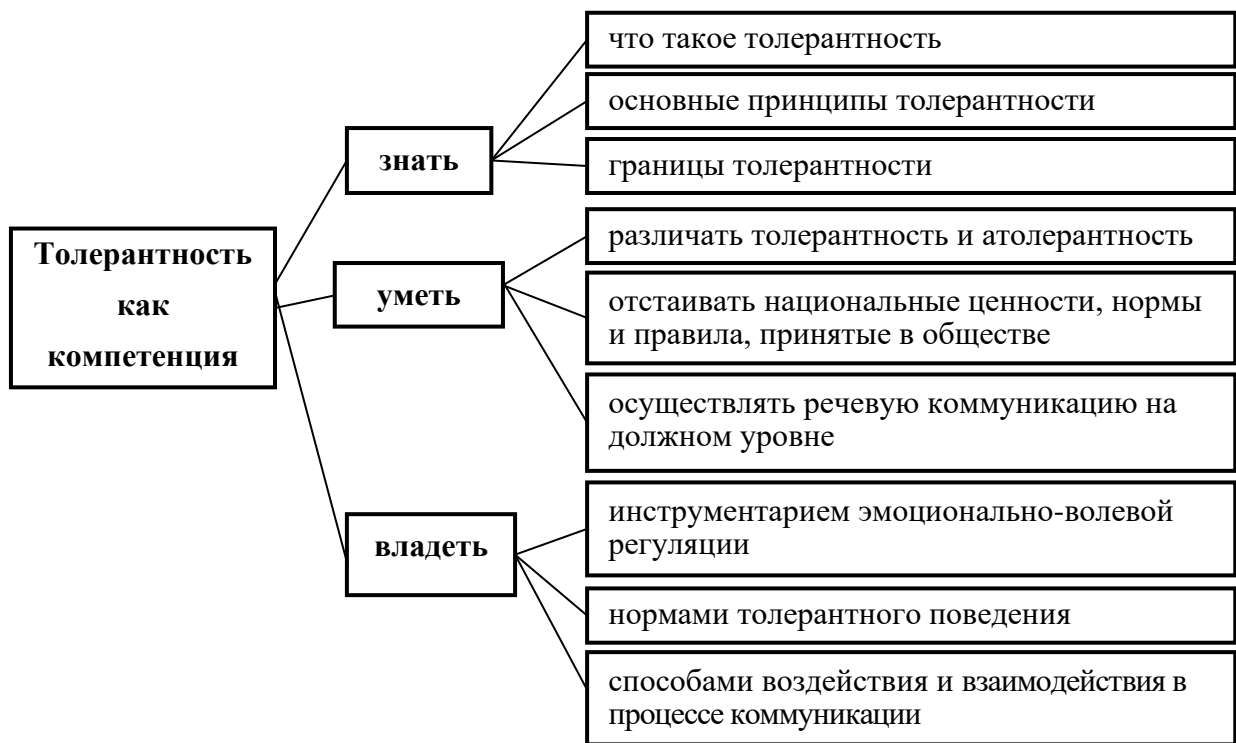 что такое толерантность
основные принципы толерантности
знать
границы толерантности
Толерантность
как
компетенция
различать толерантность и атолерантность
уметь
отстаивать национальные ценности, нормы
и правила, принятые в обществе
осуществлять речевую коммуникацию на
должном уровне
инструментарием эмоционально-волевой
регуляции
владеть
нормами толерантного поведения
способами воздействия и взаимодействия в
процессе коммуникации